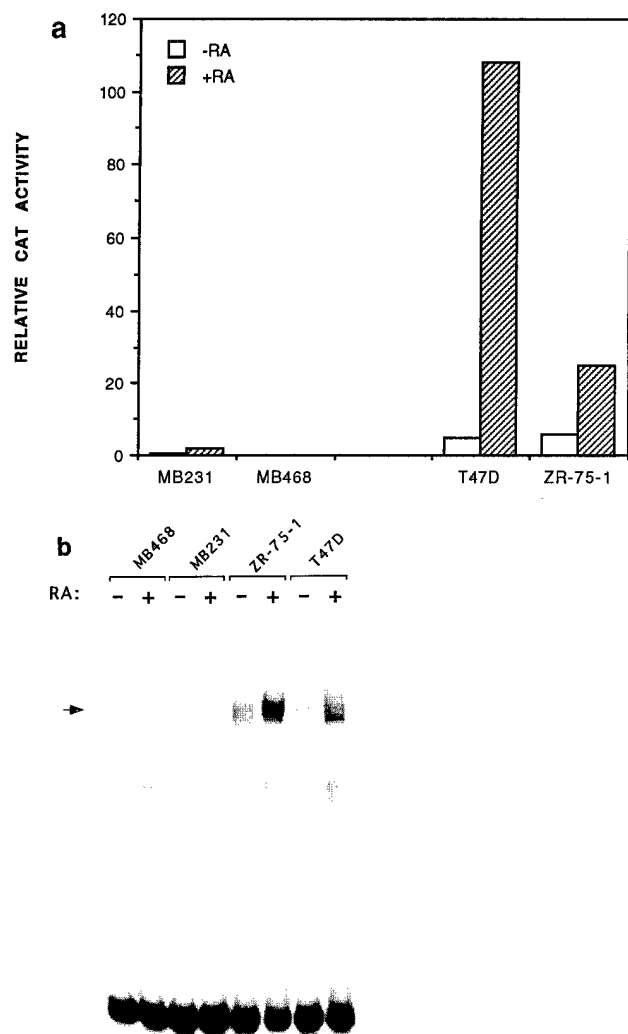 a
120
100
80
60
40
20
0
RELATIVE CAT ACTIVITY
-RA
+RA
MB231 MB468 T47D ZR-75-1
b
MB468 MB231 ZR-75-1 T47D
RA: - + - + - + - +